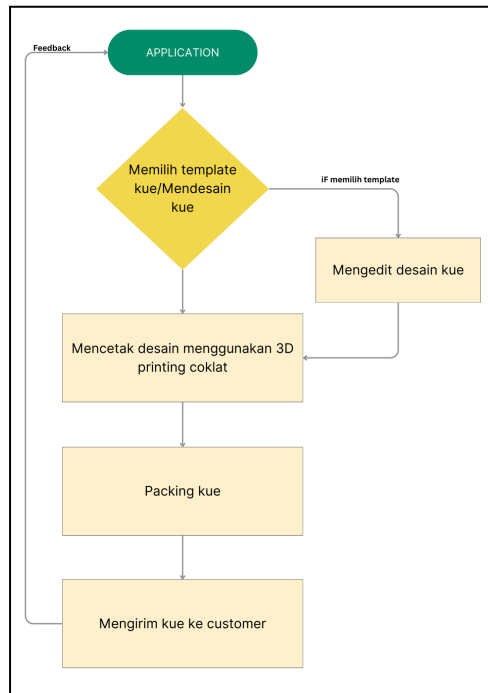 Feedback
APPLICATION
Memilih template
kue/Mendesain
kue
iF memilih template
Mengedit desain kue
Mencetak desain menggunakan 3D
printing coklat
Packing kue
Mengirim kue ke customer